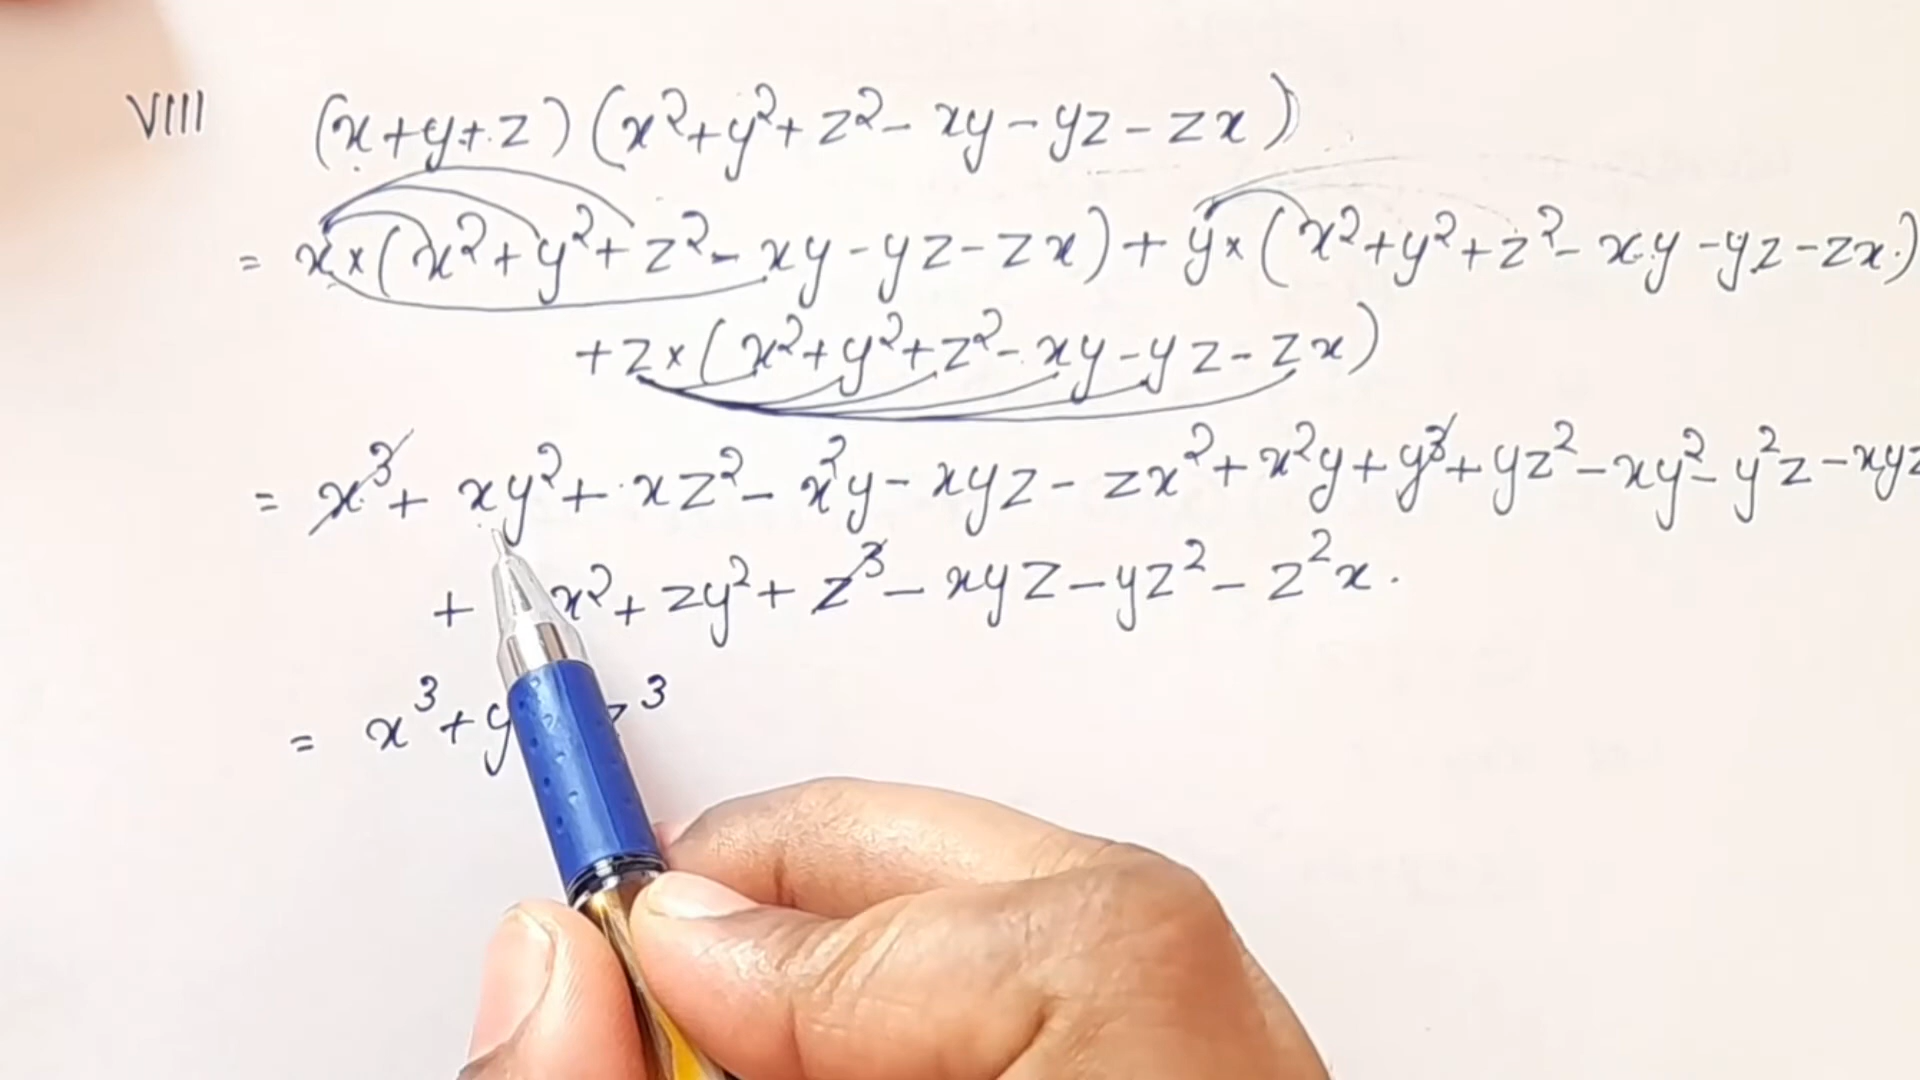 VIII (x+y+z)(x²+y²+z²-xy-yz-zx)
= x×(x²+y²+z²-xy-yz-zx)+y×(x²+y²+z²-xy-yz-zx)
+z×(x²+y²+z²-xy-yz-zx)
= x³+xy²+xz²-x²y-xyz-zx²+x²y+y³+yz²-xy²-y²z-xyz
+ x²+zy²+z³-xyz-yz²-z²x.
= x³+y z³